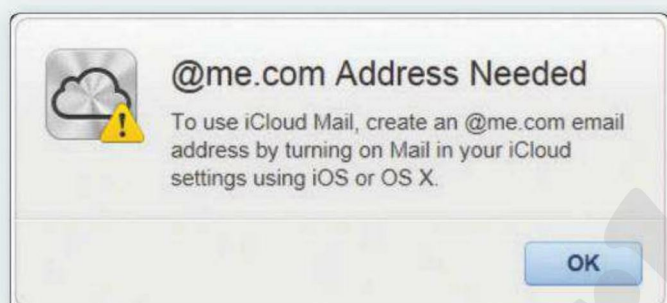 @me.com Address Needed
To use iCloud Mail, create an @me.com email
address by turning on Mail in your iCloud
settings using iOS or OS X.
OK